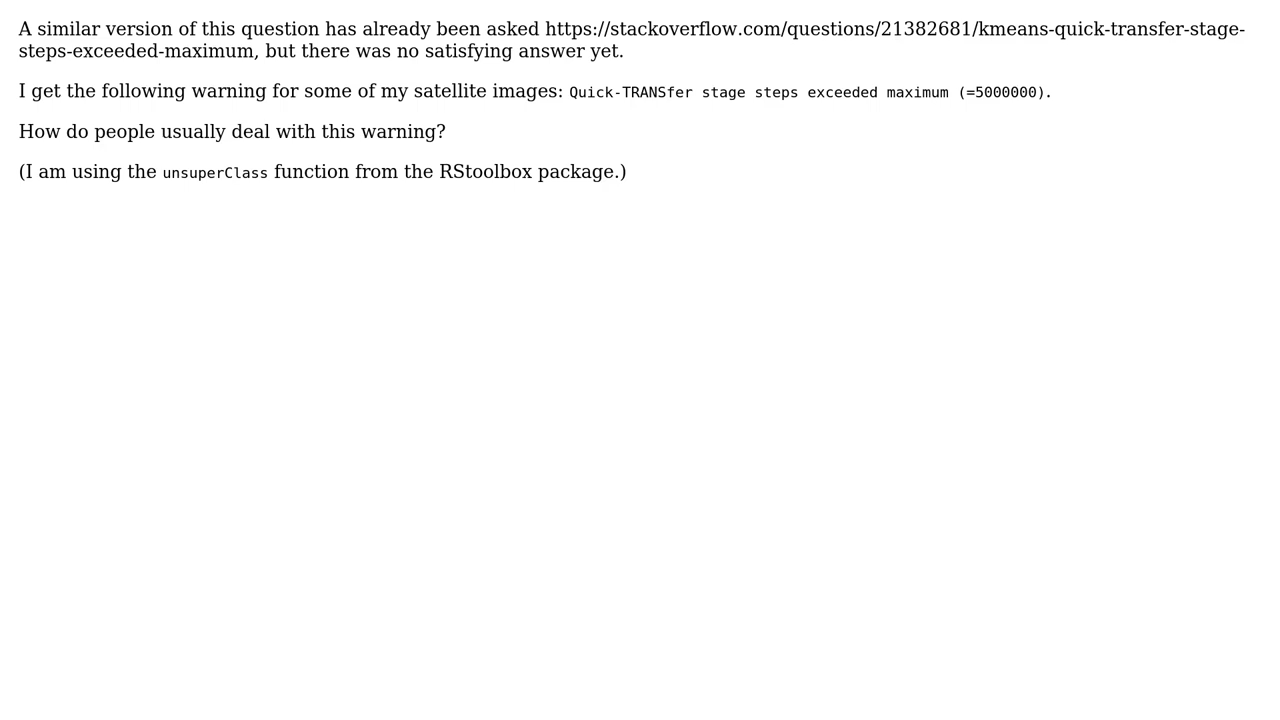 A similar version of this question has already been asked https://stackoverflow.com/questions/21382681/kmeans-quick-transfer-stage-
steps-exceeded-maximum, but there was no satisfying answer yet.
I get the following warning for some of my satellite images: Quick-TRANSfer stage steps exceeded maximum (=5000000).
How do people usually deal with this warning?
(I am using the unsuperClass function from the RStoolbox package.)